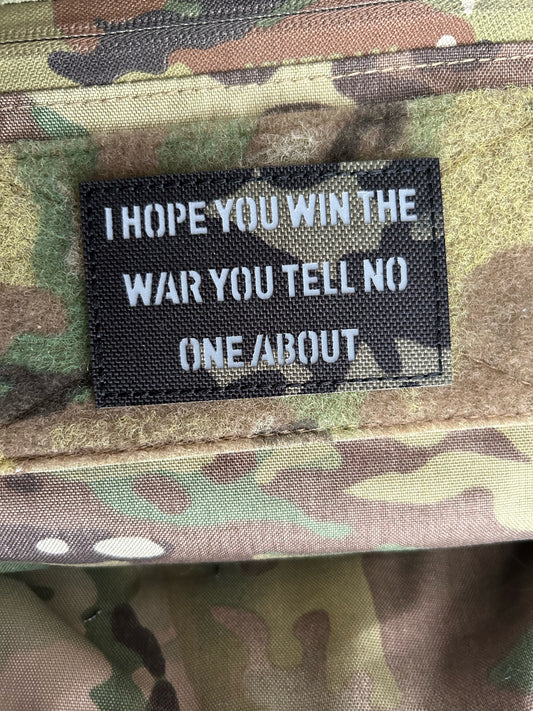 I HOPE YOU WIN THE
WAR YOU TELL NO
ONE ABOUT